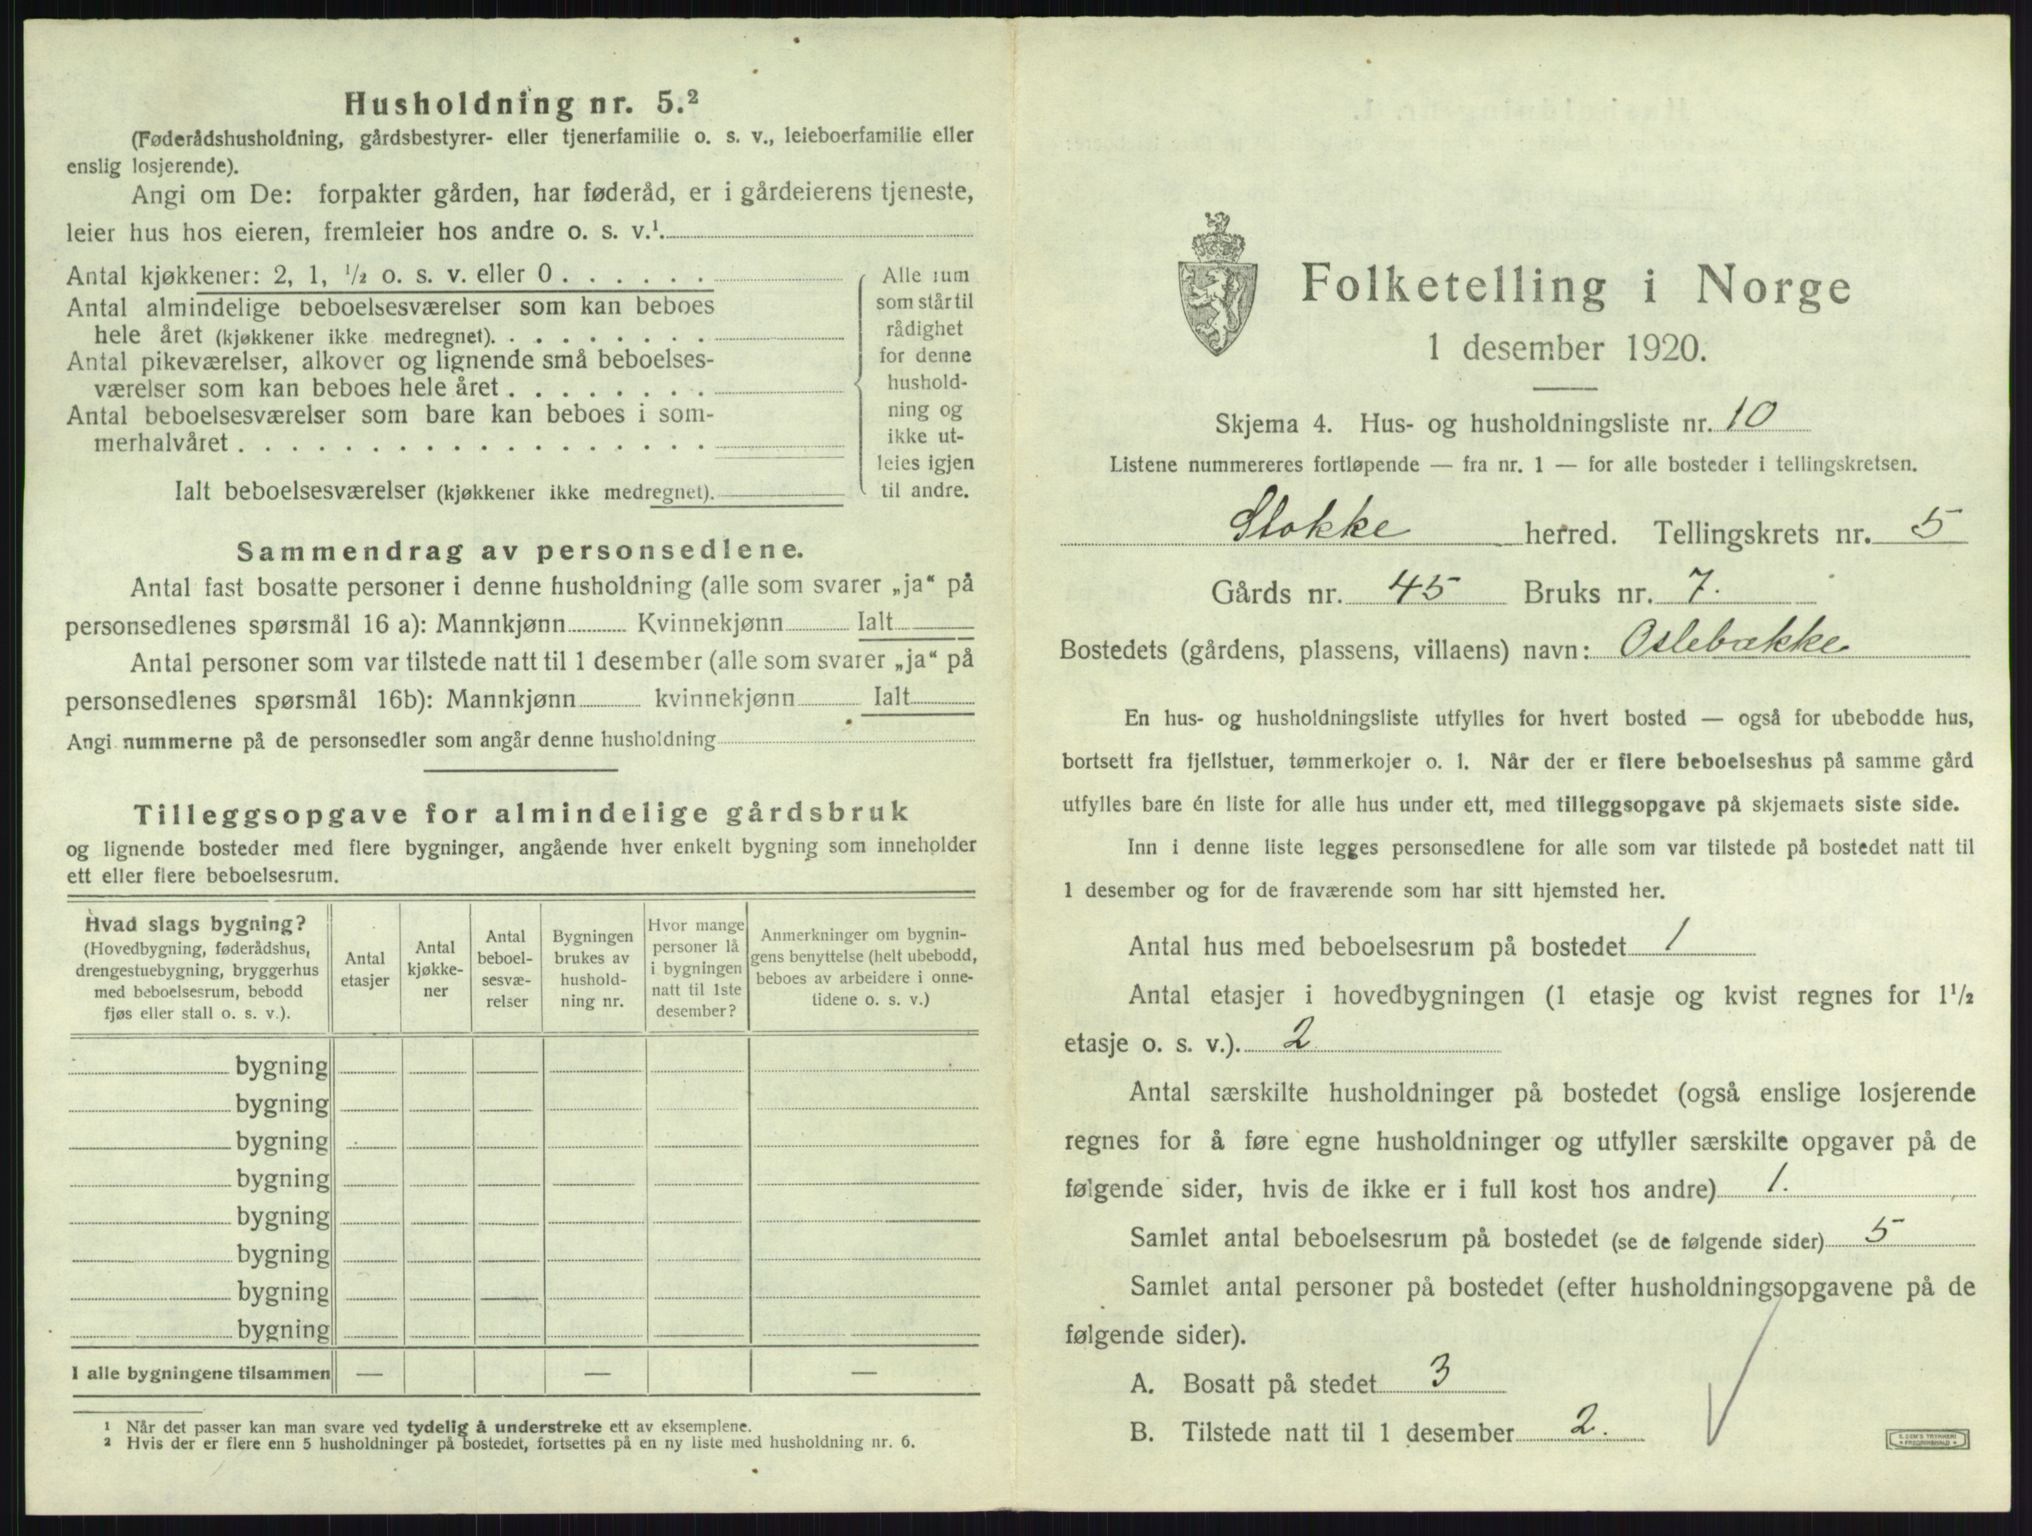 Husholdning nr. 5.²
(Føderådshusholdning, gårdsbestyrer- eller tjenerfamilie o. s. v., leieboerfamilie eller
enslig losjerende).
Angi om De: forpakter gården, har føderåd, er i gårdeierens tjeneste,
leier hus hos eieren, fremleier hos andre o. s. v.¹.
Antal kjøkkener: 2, 1, ½ o. s. v. eller 0 . . . . . .
Antal almindelige beboelsesværelser som kan beboes
hele året (kjøkkener ikke medregnet). . . . . . . . .
Antal pikeværelser, alkover og lignende små beboelses-
værelser som kan beboes hele året . . . . . . . .
Antal beboelsesværelser som bare kan beboes i som-
merhalvåret . . . . . . . . . . . . . . . . . .
Ialt beboelsesværelser (kjøkkener ikke medregnet).
Alle rum
som står til
rådighet
for denne
hushold-
ning og
ikke ut-
leies igjen
til andre.
Sammendrag av personsedlene.
Antal fast bosatte personer i denne husholdning (alle som svarer „ja“ på
personsedlenes spørsmål 16 a): Mannkjønn Kvinnekjønn Ialt
Antal personer som var tilstede natt til 1 desember (alle som svarer „ja“ på
personsedlenes spørsmål 16b): Mannkjønn kvinnekjønn Ialt
Angi nummerne på de personsedler som angår denne husholdning
Tilleggsopgave for almindelige gårdsbruk
og lignende bosteder med flere bygninger, angående hver enkelt bygning som inneholder
ett eller flere beboelsesrum.
Hvad slags bygning?
(Hovedbygning, føderådshus,
drengestuebygning, bryggerhus
med beboelsesrum, bebodd
fjøs eller stall o. s. v.).
Antal
etasjer
Antal
kjøkke-
ner
Antal
beboel-
sesvæ-
relser
Bygningen
brukes av
hushold-
ning nr.
Hvor mange
personer lå
i bygningen
natt til 1ste
desember?
Anmerkninger om bygnin-
gens benyttelse (helt ubebodd,
beboes av arbeidere i onne-
tidene o. s. v.)
bygning
bygning
bygning
bygning
bygning
bygning
bygning
bygning
I alle bygningene tilsammen — — —
¹ Når det passer kan man svare ved tydelig å understreke ett av eksemplene.
² Hvis der er flere enn 5 husholdninger på bostedet, fortsettes på en ny liste med husholdning nr. 6.
Folketelling i Norge
1 desember 1920.
Skjema 4. Hus- og husholdningsliste nr. 10
Listene nummereres fortløpende — fra nr. 1 — for alle bosteder i tellingskretsen.
Stokke herred. Tellingskrets nr. 5
Gårds nr. 45 Bruks nr. 7.
Bostedets (gårdens, plassens, villaens) navn: Oslebække
En hus- og husholdningsliste utfylles for hvert bosted — også for ubebodde hus,
bortsett fra fjellstuer, tømmerkojer o. l. Når der er flere beboelseshus på samme gård
utfylles bare én liste for alle hus under ett, med tilleggsopgave på skjemaets siste side.
Inn i denne liste legges personsedlene for alle som var tilstede på bostedet natt til
1 desember og for de fraværende som har sitt hjemsted her.
Antal hus med beboelsesrum på bostedet 1
Antal etasjer i hovedbygningen (1 etasje og kvist regnes for 1½
etasje o. s. v.). 2
Antal særskilte husholdninger på bostedet (også enslige losjerende
regnes for å føre egne husholdninger og utfyller særskilte opgaver på de
følgende sider, hvis de ikke er i full kost hos andre) 1.
Samlet antal beboelsesrum på bostedet (se de følgende sider) 5
Samlet antal personer på bostedet (efter husholdningsopgavene på de
følgende sider).
A. Bosatt på stedet 3
B. Tilstede natt til 1 desember 2.